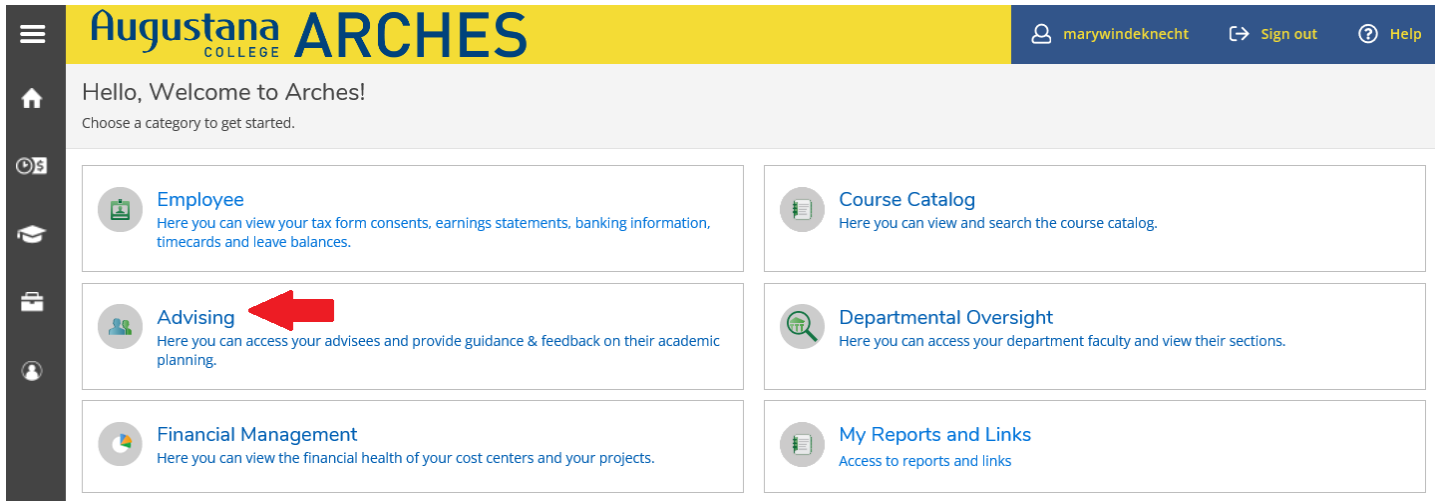 Augustana
COLLEGE
ARCHES
marywindeknecht
Sign out
Help
Hello, Welcome to Arches!
Choose a category to get started.
Employee
Here you can view your tax form consents, earnings statements, banking information,
timecards and leave balances.
Course Catalog
Here you can view and search the course catalog.
Advising
Here you can access your advisees and provide guidance & feedback on their academic
planning.
Departmental Oversight
Here you can access your department faculty and view their sections.
Financial Management
Here you can view the financial health of your cost centers and your projects.
My Reports and Links
Access to reports and links